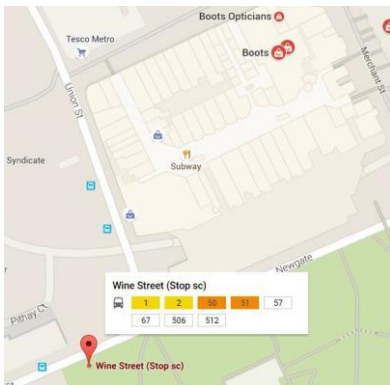 Boots Opticians
Tesco Metro
Boots
Union St
Merchant St
Syndicate
Subway
Newgate
Wine Street (Stop sc)
1 2 50 51 57
67 506 512
Pithay C
Wine Street (Stop sc)